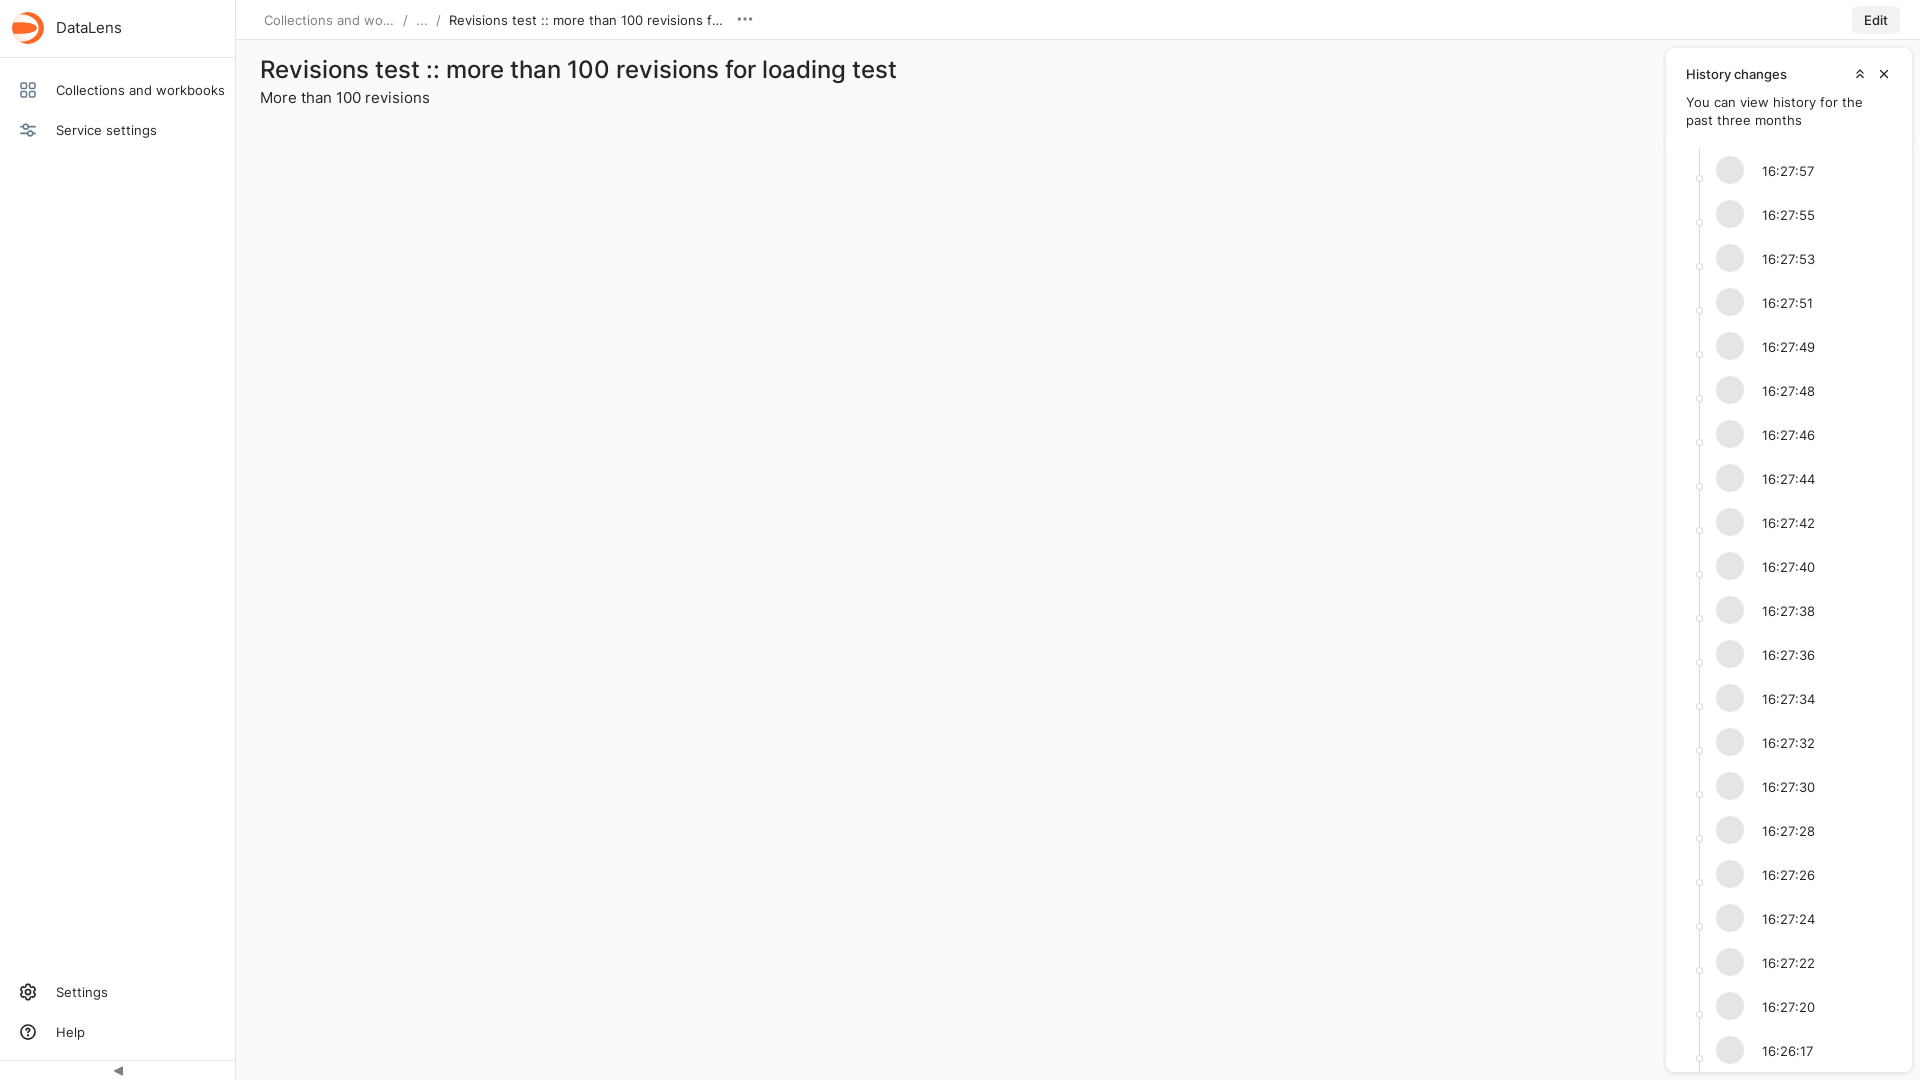 DataLens
Collections and workbooks
Service settings
Settings
Help
Collections and wo… / … / Revisions test :: more than 100 revisions f…
Edit
Revisions test :: more than 100 revisions for loading test
More than 100 revisions
History changes
You can view history for the
past three months
16:27:57
16:27:55
16:27:53
16:27:51
16:27:49
16:27:48
16:27:46
16:27:44
16:27:42
16:27:40
16:27:38
16:27:36
16:27:34
16:27:32
16:27:30
16:27:28
16:27:26
16:27:24
16:27:22
16:27:20
16:26:17